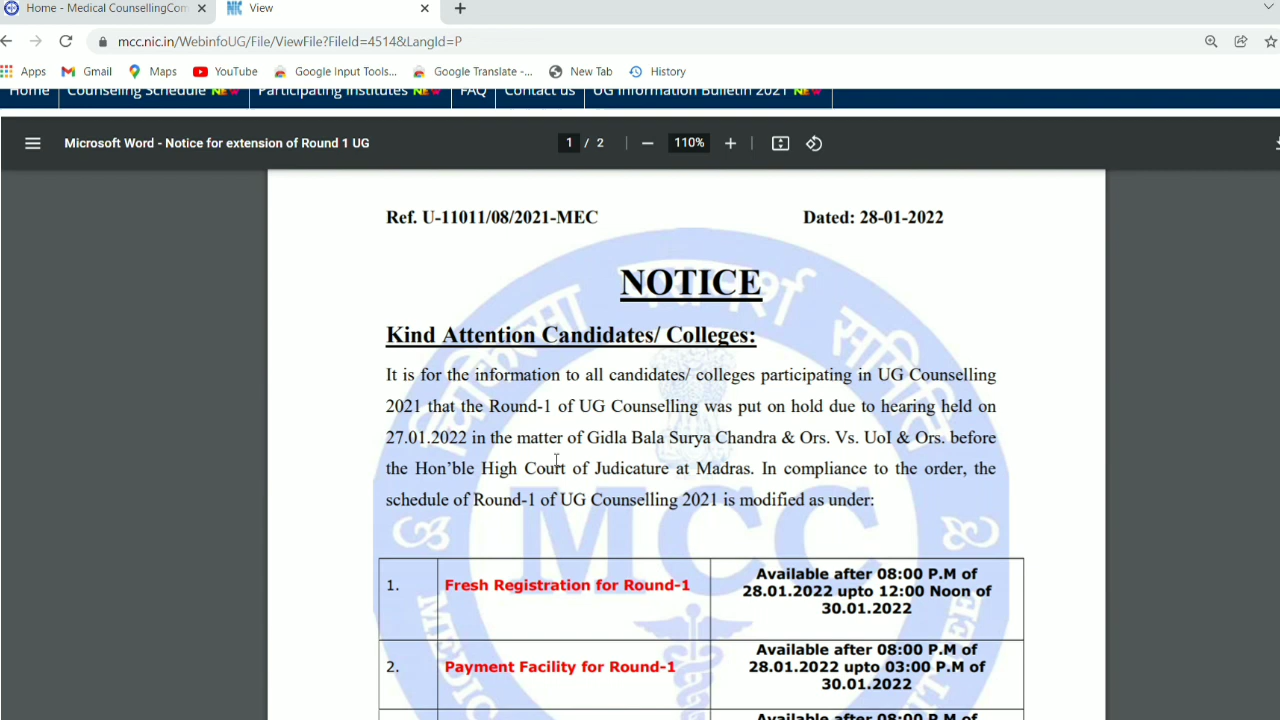 Home - Medical CounsellingCom
View
mcc.nic.in/WebinfoUG/File/ViewFile?FileId=4514&LangId=P
Apps Gmail Maps YouTube Google Input Tools... Google Translate -... New Tab History
Home Counseling Schedule NEW Participating Institutes NEW FAQ Contact us UG Information Bulletin 2021 NEW
Microsoft Word - Notice for extension of Round 1 UG 1 / 2 110%
Ref. U-11011/08/2021-MEC Dated: 28-01-2022
NOTICE
Kind Attention Candidates/ Colleges:
It is for the information to all candidates/ colleges participating in UG Counselling
2021 that the Round-1 of UG Counselling was put on hold due to hearing held on
27.01.2022 in the matter of Gidla Bala Surya Chandra & Ors. Vs. UoI & Ors. before
the Hon’ble High Court of Judicature at Madras. In compliance to the order, the
schedule of Round-1 of UG Counselling 2021 is modified as under:
MCC
1. Fresh Registration for Round-1
Available after 08:00 P.M of
28.01.2022 upto 12:00 Noon of
30.01.2022
2. Payment Facility for Round-1
Available after 08:00 P.M of
28.01.2022 upto 03:00 P.M of
30.01.2022
Available after 08:00 P.M of